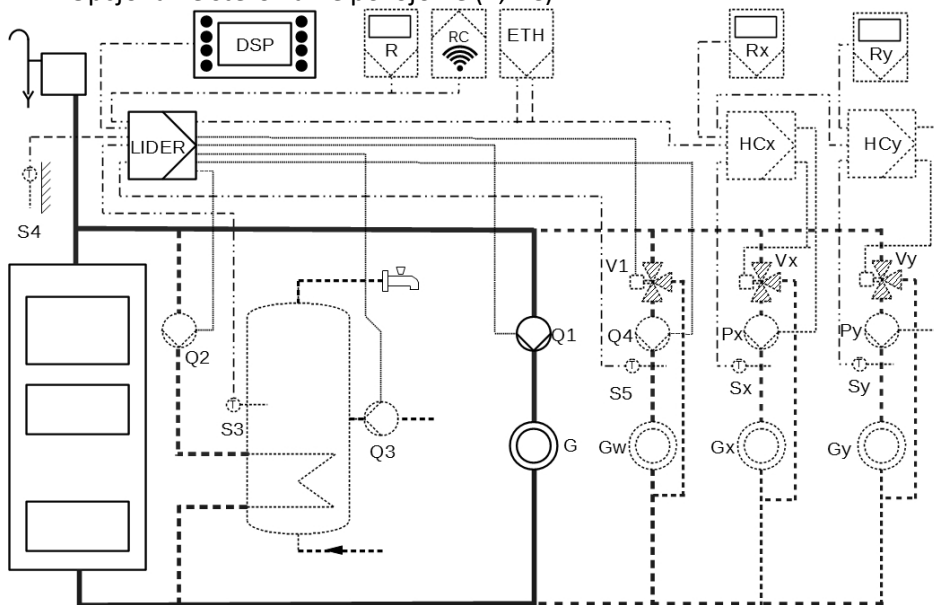 DSP
R
RC
ETH
Rx
Ry
LIDER
HCx
HCy
T
S4
V1
Vx
Vy
Q2
Q1
Q4
Px
Py
T
T
T
S5
Sx
Sy
T
S3
Q3
G
Gw
Gx
Gy